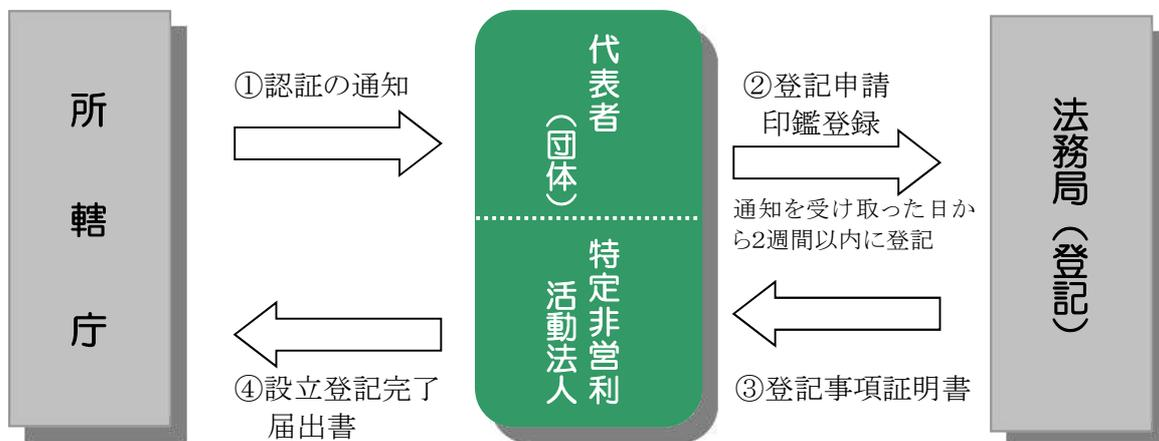 所轄庁
①認証の通知
代表者
（団体）
②登記申請
印鑑登録
通知を受け取った日か
ら2週間以内に登記
法務局（登記）
特定非営利
活動法人
③登記事項証明書
④設立登記完了
届出書